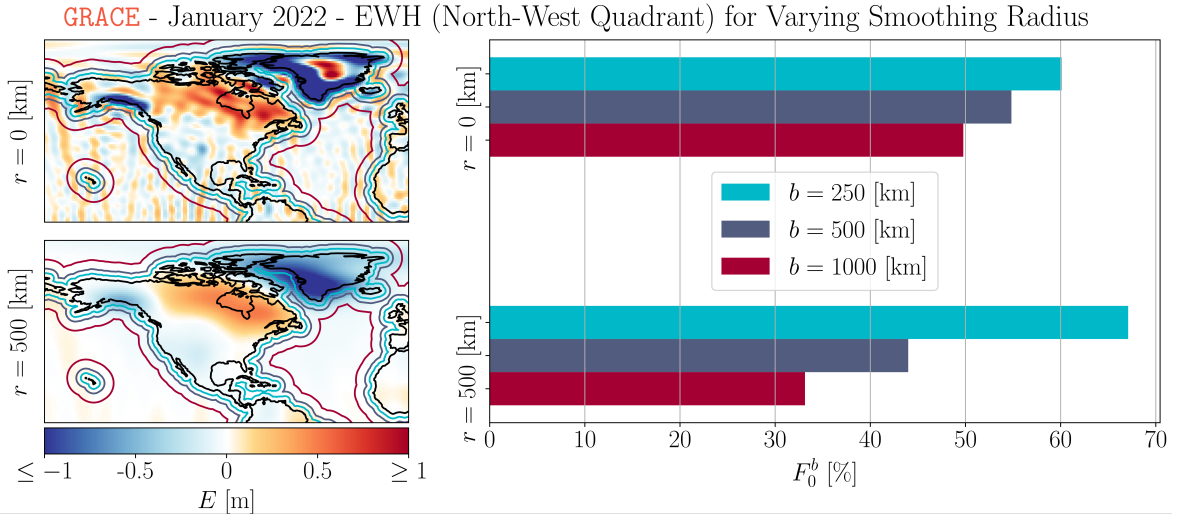 GRACE - January 2022 - EWH (North-West Quadrant) for Varying Smoothing Radius
r = 0 [km]
r = 500 [km]
≤ −1 -0.5 0 0.5 ≥ 1
E [m]
r = 0 [km]
r = 500 [km]
b = 250 [km]
b = 500 [km]
b = 1000 [km]
0 10 20 30 40 50 60 70
F_0^b [%]